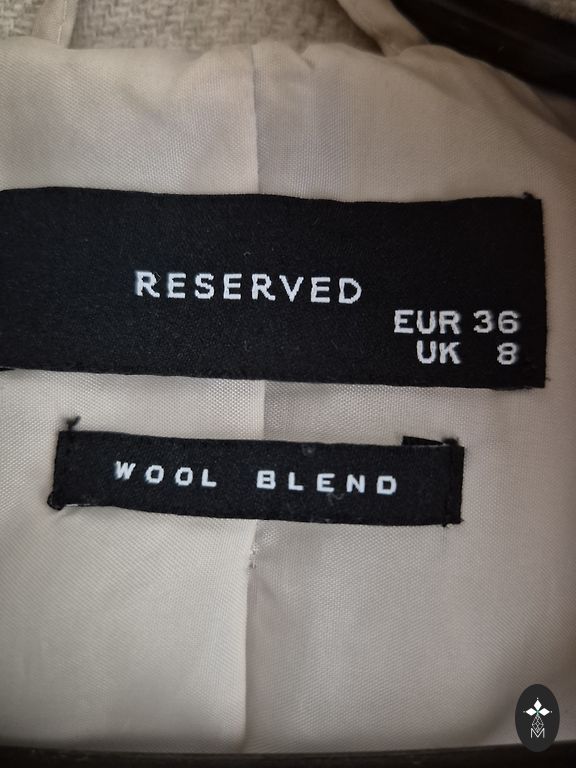 RESERVED
EUR 36
UK 8
WOOL BLEND
M